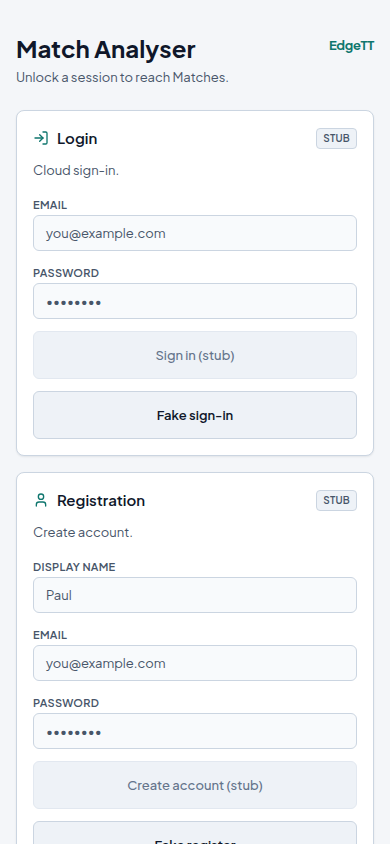 Match Analyser
EdgeTT
Unlock a session to reach Matches.
Login
STUB
Cloud sign-in.
EMAIL
you@example.com
PASSWORD
••••••••
Sign in (stub)
Fake sign-in
Registration
STUB
Create account.
DISPLAY NAME
Paul
EMAIL
you@example.com
PASSWORD
••••••••
Create account (stub)
Fake register